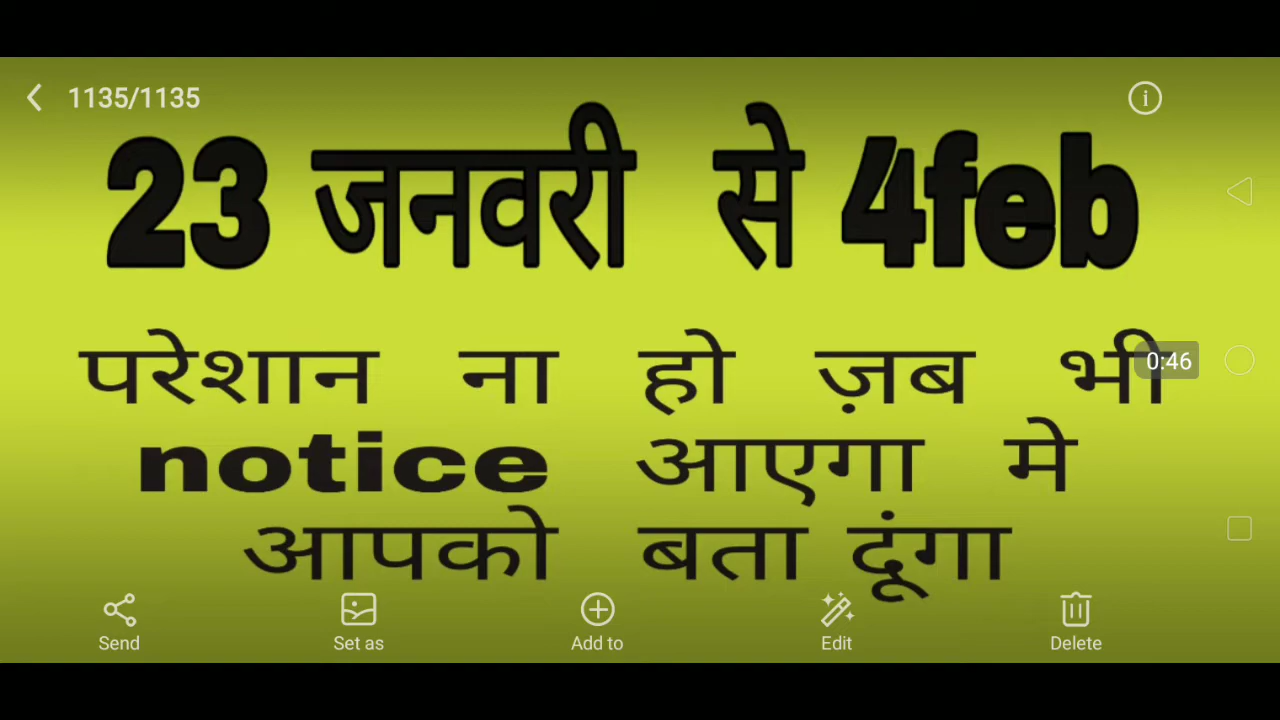 1135/1135
23 जनवरी से 4feb
परेशान ना हो ज़ब भी
0:46
notice आएगा मे
आपको बता दूंगा
Send Set as Add to Edit Delete